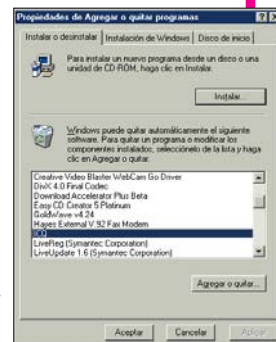 Propiedades de Agregar o quitar programas
Instalar o desinstalar
Instalación de Windows
Disco de inicio
Para instalar un nuevo programa desde un disco o una
unidad de CD-ROM, haga clic en Instalar.
Instalar...
Windows puede quitar automáticamente el siguiente
software. Para quitar un programa o modificar los
componentes instalados, selecciónelo de la lista y haga
clic en Agregar o quitar.
Creative Video Blaster WebCam Go Driver
DivX 4.0 Final Codec
Download Accelerator Plus Beta
Easy CD Creator 5 Platinum
GoldWave v4.24
Hayes External V.92 Fax Modem
ICQ
LiveReg (Symantec Corporation)
LiveUpdate 1.6 (Symantec Corporation)
Agregar o quitar...
Aceptar
Cancelar
Aplicar